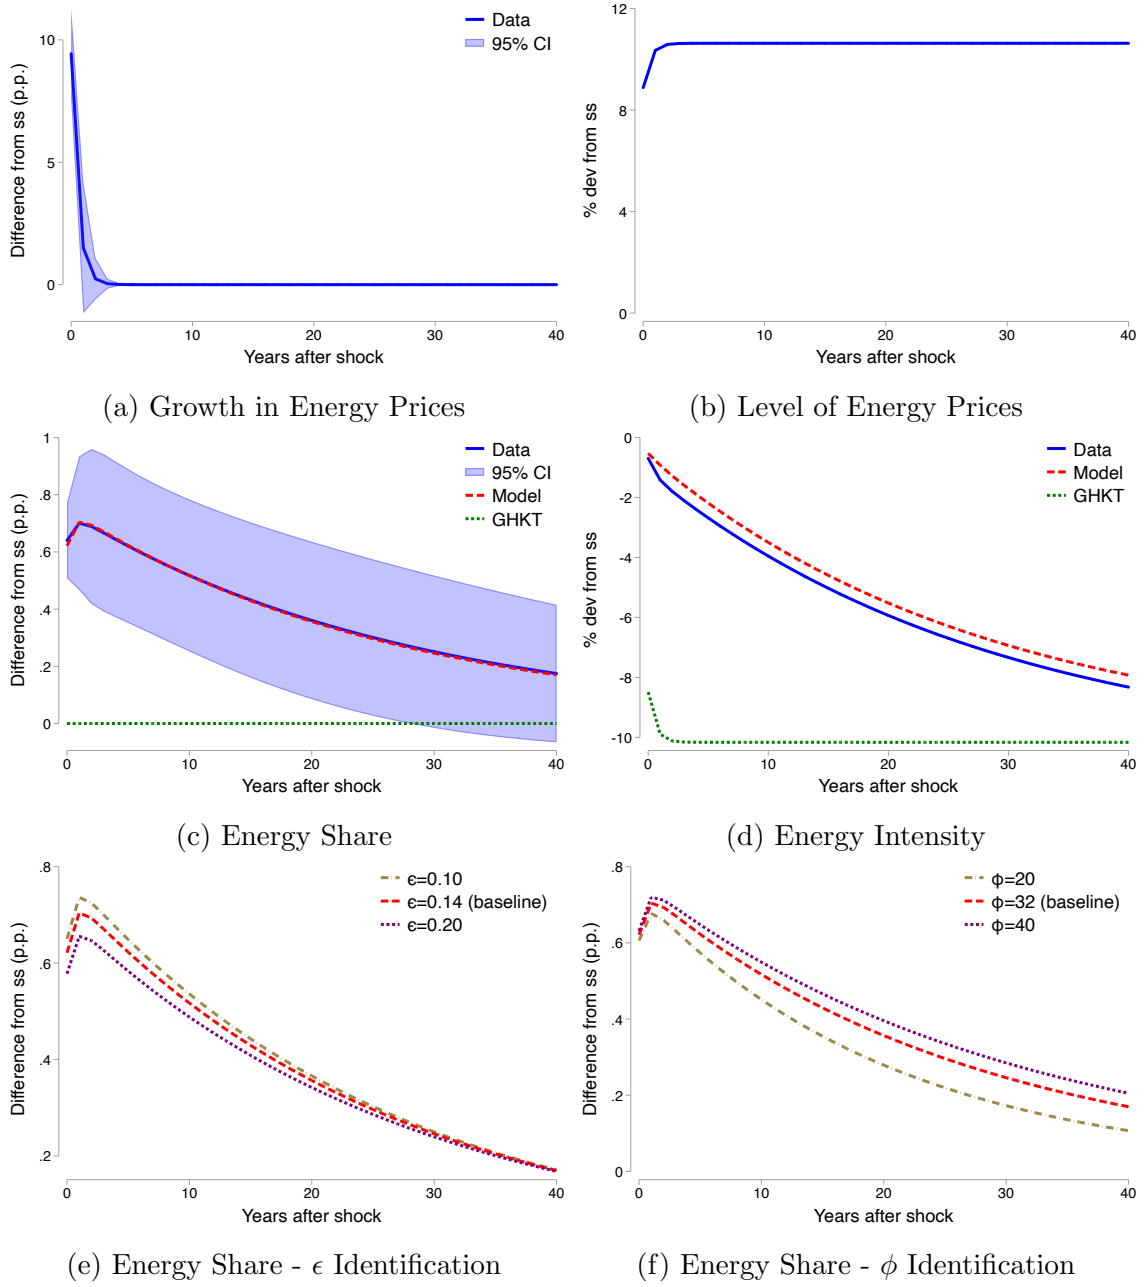 Difference from ss (p.p.)
10
5
0
Data
95% CI
0 10 20 30 40
Years after shock
(a) Growth in Energy Prices
% dev from ss
12
8
4
0
0 10 20 30 40
Years after shock
(b) Level of Energy Prices
Difference from ss (p.p.)
1
.8
.6
.4
.2
0
Data
95% CI
Model
GHKT
0 10 20 30 40
Years after shock
(c) Energy Share
% dev from ss
0
-2
-4
-6
-8
-10
Data
Model
GHKT
0 10 20 30 40
Years after shock
(d) Energy Intensity
Difference from ss (p.p.)
.8
.6
.4
.2
ϵ=0.10
ϵ=0.14 (baseline)
ϵ=0.20
0 10 20 30 40
Years after shock
(e) Energy Share - ϵ Identification
Difference from ss (p.p.)
.8
.6
.4
.2
0
ϕ=20
ϕ=32 (baseline)
ϕ=40
0 10 20 30 40
Years after shock
(f) Energy Share - ϕ Identification